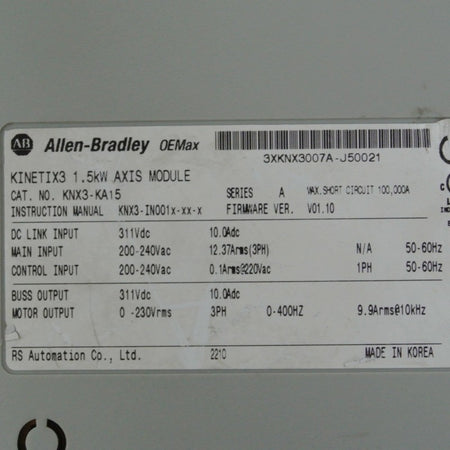 AB Allen-Bradley OEMax
3XKNX3007A-J50021
KINETIX3 1.5kW AXIS MODULE
CAT. NO. KNX3-KA15 SERIES A MAX.SHORT CIRCUIT 100,000A
INSTRUCTION MANUAL KNX3-IN001x-xx-x FIRMWARE VER. V01.10
DC LINK INPUT 311Vdc 10.0Adc
MAIN INPUT 200-240Vac 12.37Arms(3PH) N/A 50-60Hz
CONTROL INPUT 200-240Vac 0.1Arms@220Vac 1PH 50-60Hz
BUSS OUTPUT 311Vdc 10.0Adc
MOTOR OUTPUT 0 -230Vrms 3PH 0-400HZ 9.9Arms@10kHz
RS Automation Co., Ltd. 2210 MADE IN KOREA